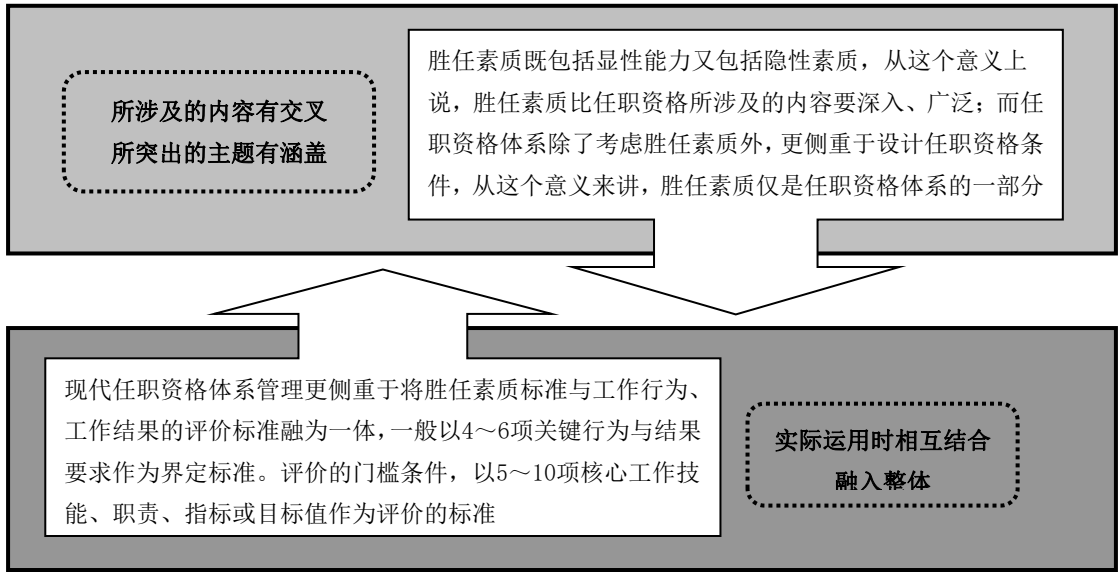 所涉及的内容有交叉
所突出的主题有涵盖
胜任素质既包括显性能力又包括隐性素质，从这个意义上
说，胜任素质比任职资格所涉及的内容要深入、广泛；而任
职资格体系除了考虑胜任素质外，更侧重于设计任职资格条
件，从这个意义来讲，胜任素质仅是任职资格体系的一部分
现代任职资格体系管理更侧重于将胜任素质标准与工作行为、
工作结果的评价标准融为一体，一般以4～6项关键行为与结果
要求作为界定标准。评价的门槛条件，以5～10项核心工作技
能、职责、指标或目标值作为评价的标准
实际运用时相互结合
融入整体